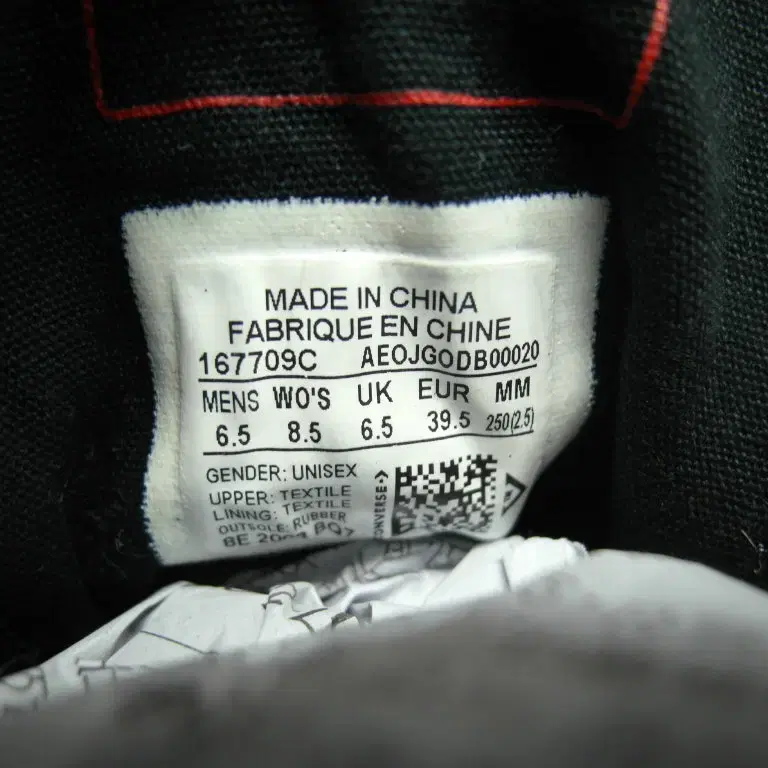 MADE IN CHINA
FABRIQUE EN CHINE
167709C AEOJGODB00020
MENS WO'S UK EUR MM
6.5 8.5 6.5 39.5 250(2.5)
GENDER: UNISEX
UPPER: TEXTILE
LINING: TEXTILE
OUTSOLE: RUBBER
BE
CONVERSE